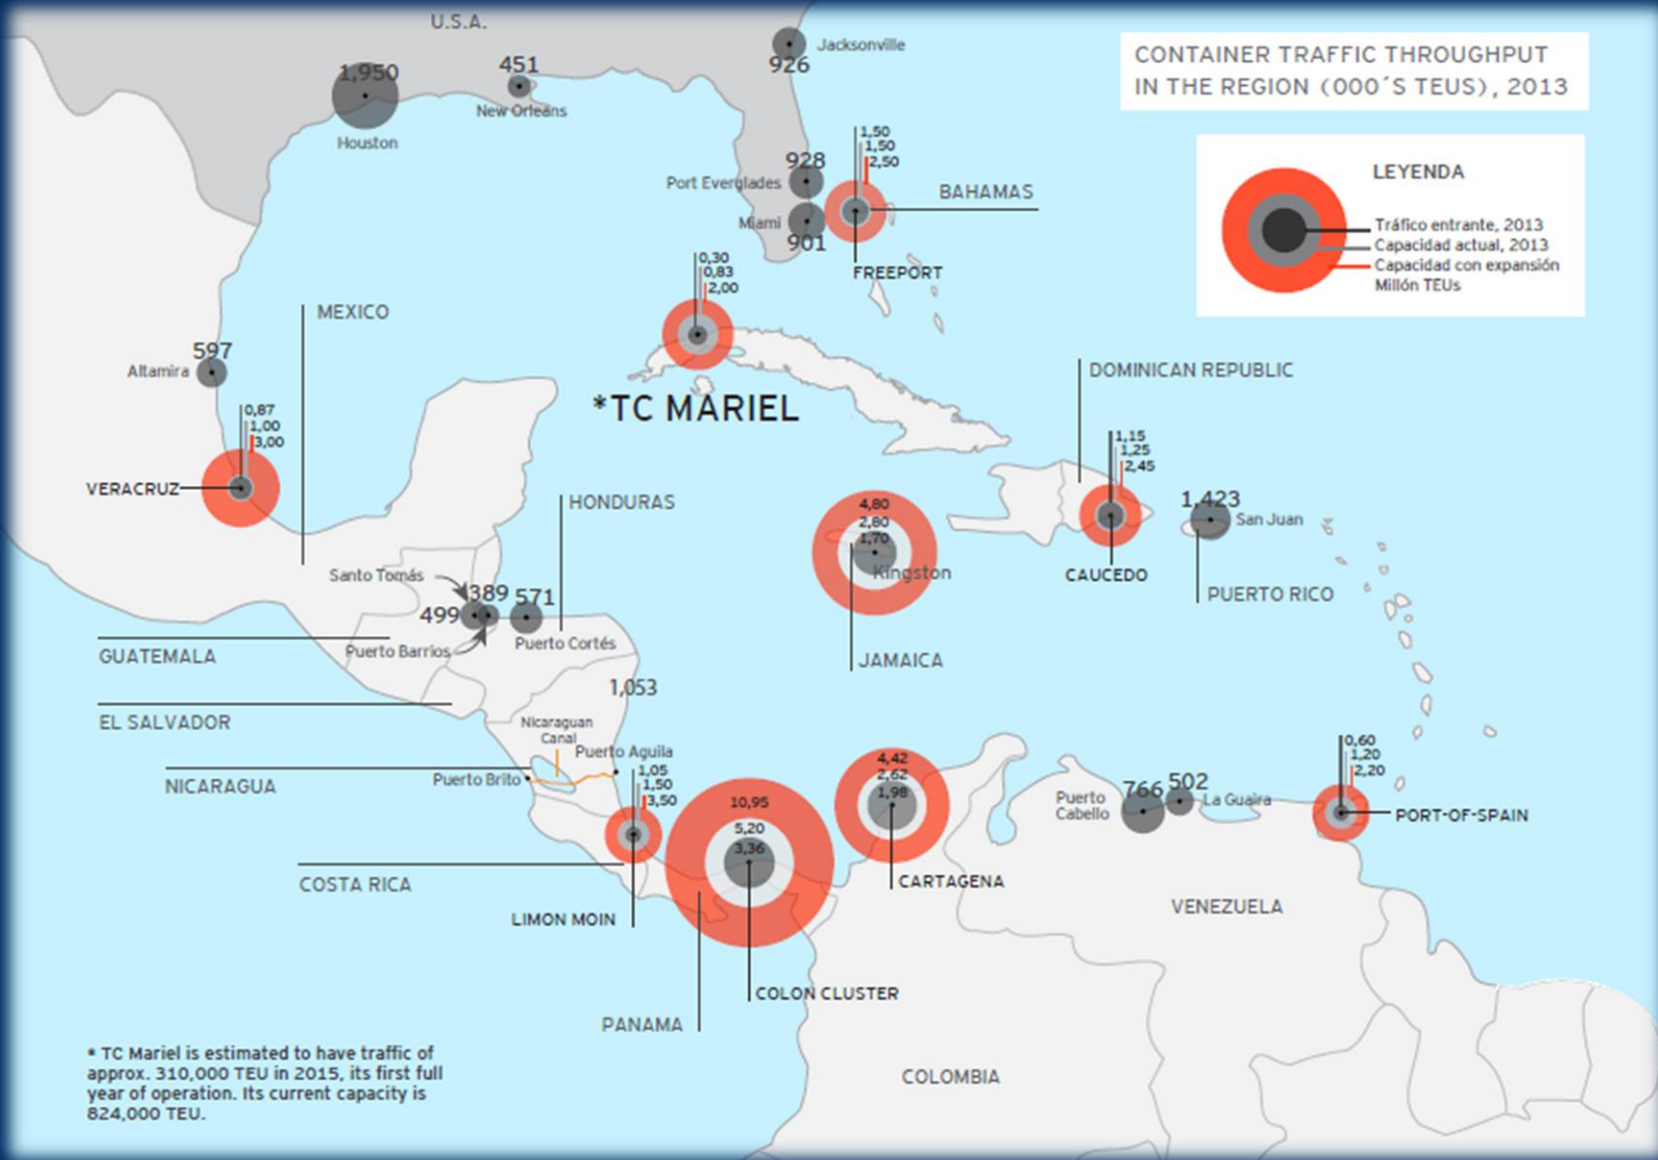 U.S.A.
Jacksonville
926
CONTAINER TRAFFIC THROUGHPUT
IN THE REGION (000´S TEUS), 2013
1,950
Houston
451
New Orleans
1,50
1,50
2,50
928
Port Everglades
Miami
901
BAHAMAS
FREEPORT
LEYENDA
Tráfico entrante, 2013
Capacidad actual, 2013
Capacidad con expansión
Millón TEUs
0,30
0,83
2,00
*TC MARIEL
MEXICO
597
Altamira
0,87
1,00
3,00
VERACRUZ
DOMINICAN REPUBLIC
1,15
1,25
2,45
CAUCEDO
1,423
San Juan
PUERTO RICO
HONDURAS
4,80
2,80
1,70
Kingston
JAMAICA
Santo Tomás
389
571
499
Puerto Barrios
Puerto Cortés
GUATEMALA
EL SALVADOR
NICARAGUA
1,053
Nicaraguan
Canal
Puerto Aguila
Puerto Brito
1,05
1,50
3,50
COSTA RICA
LIMON MOIN
10,95
5,20
3,36
COLON CLUSTER
PANAMA
4,42
2,62
1,98
CARTAGENA
766
502
Puerto
Cabello
La Guaira
0,60
1,20
2,20
PORT-OF-SPAIN
VENEZUELA
COLOMBIA
* TC Mariel is estimated to have traffic of
approx. 310,000 TEU in 2015, its first full
year of operation. Its current capacity is
824,000 TEU.